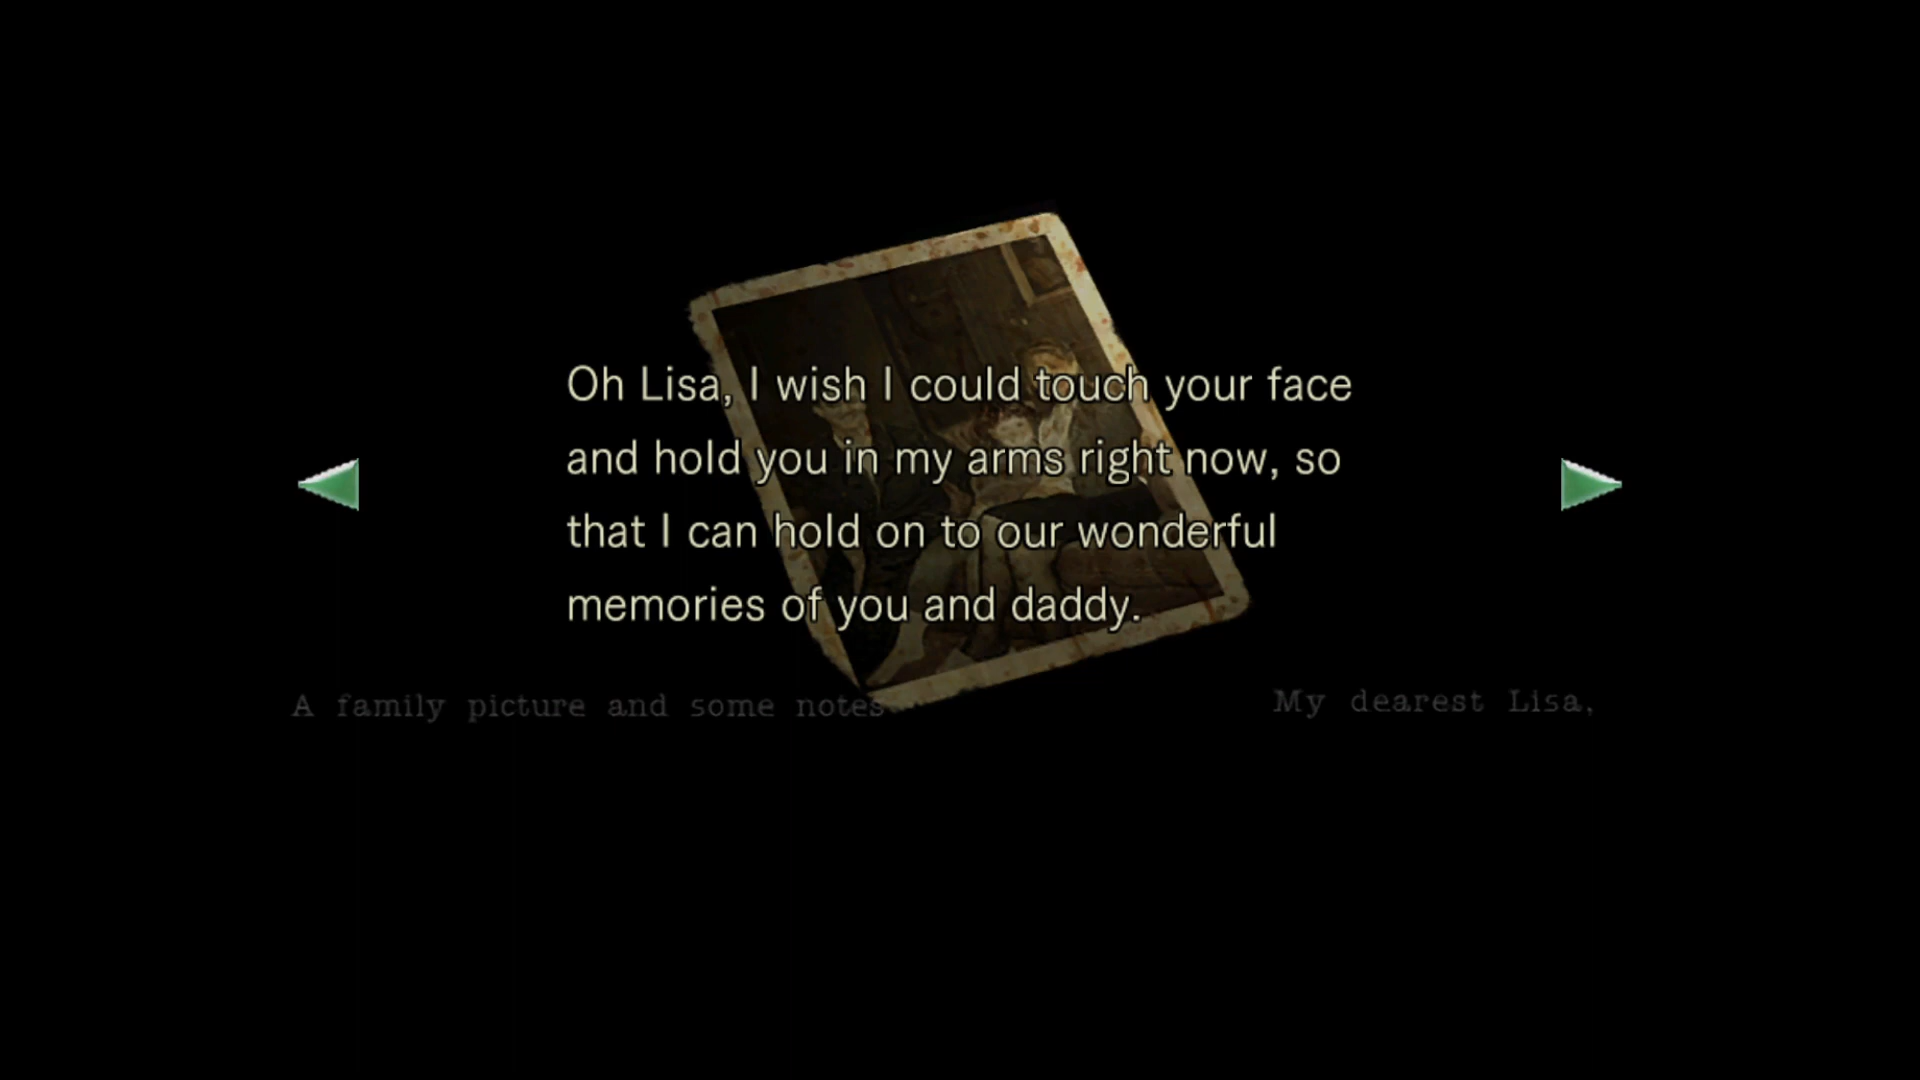 Oh Lisa, I wish I could touch your face
and hold you in my arms right now, so
that I can hold on to our wonderful
memories of you and daddy.
A family picture and some notes
My dearest Lisa,